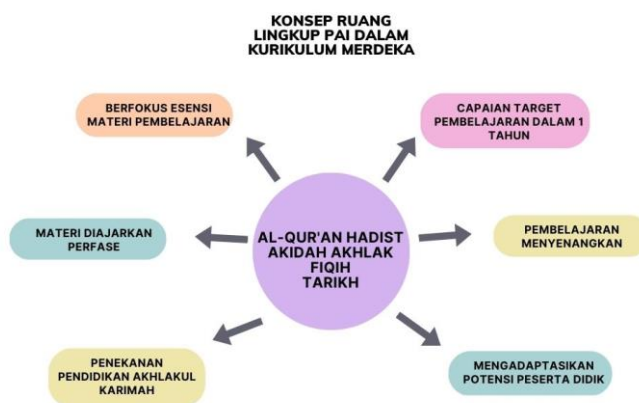 KONSEP RUANG
LINGKUP PAI DALAM
KURIKULUM MERDEKA
BERFOKUS ESENSI
MATERI PEMBELAJARAN
CAPAIAN TARGET
PEMBELAJARAN DALAM 1
TAHUN
MATERI DIAJARKAN
PERFASE
AL-QUR'AN HADIST
AKIDAH AKHLAK
FIQIH
TARIKH
PEMBELAJARAN
MENYENANGKAN
PENEKANAN
PENDIDIKAN AKHLAKUL
KARIMAH
MENGADAPTASIKAN
POTENSI PESERTA DIDIK